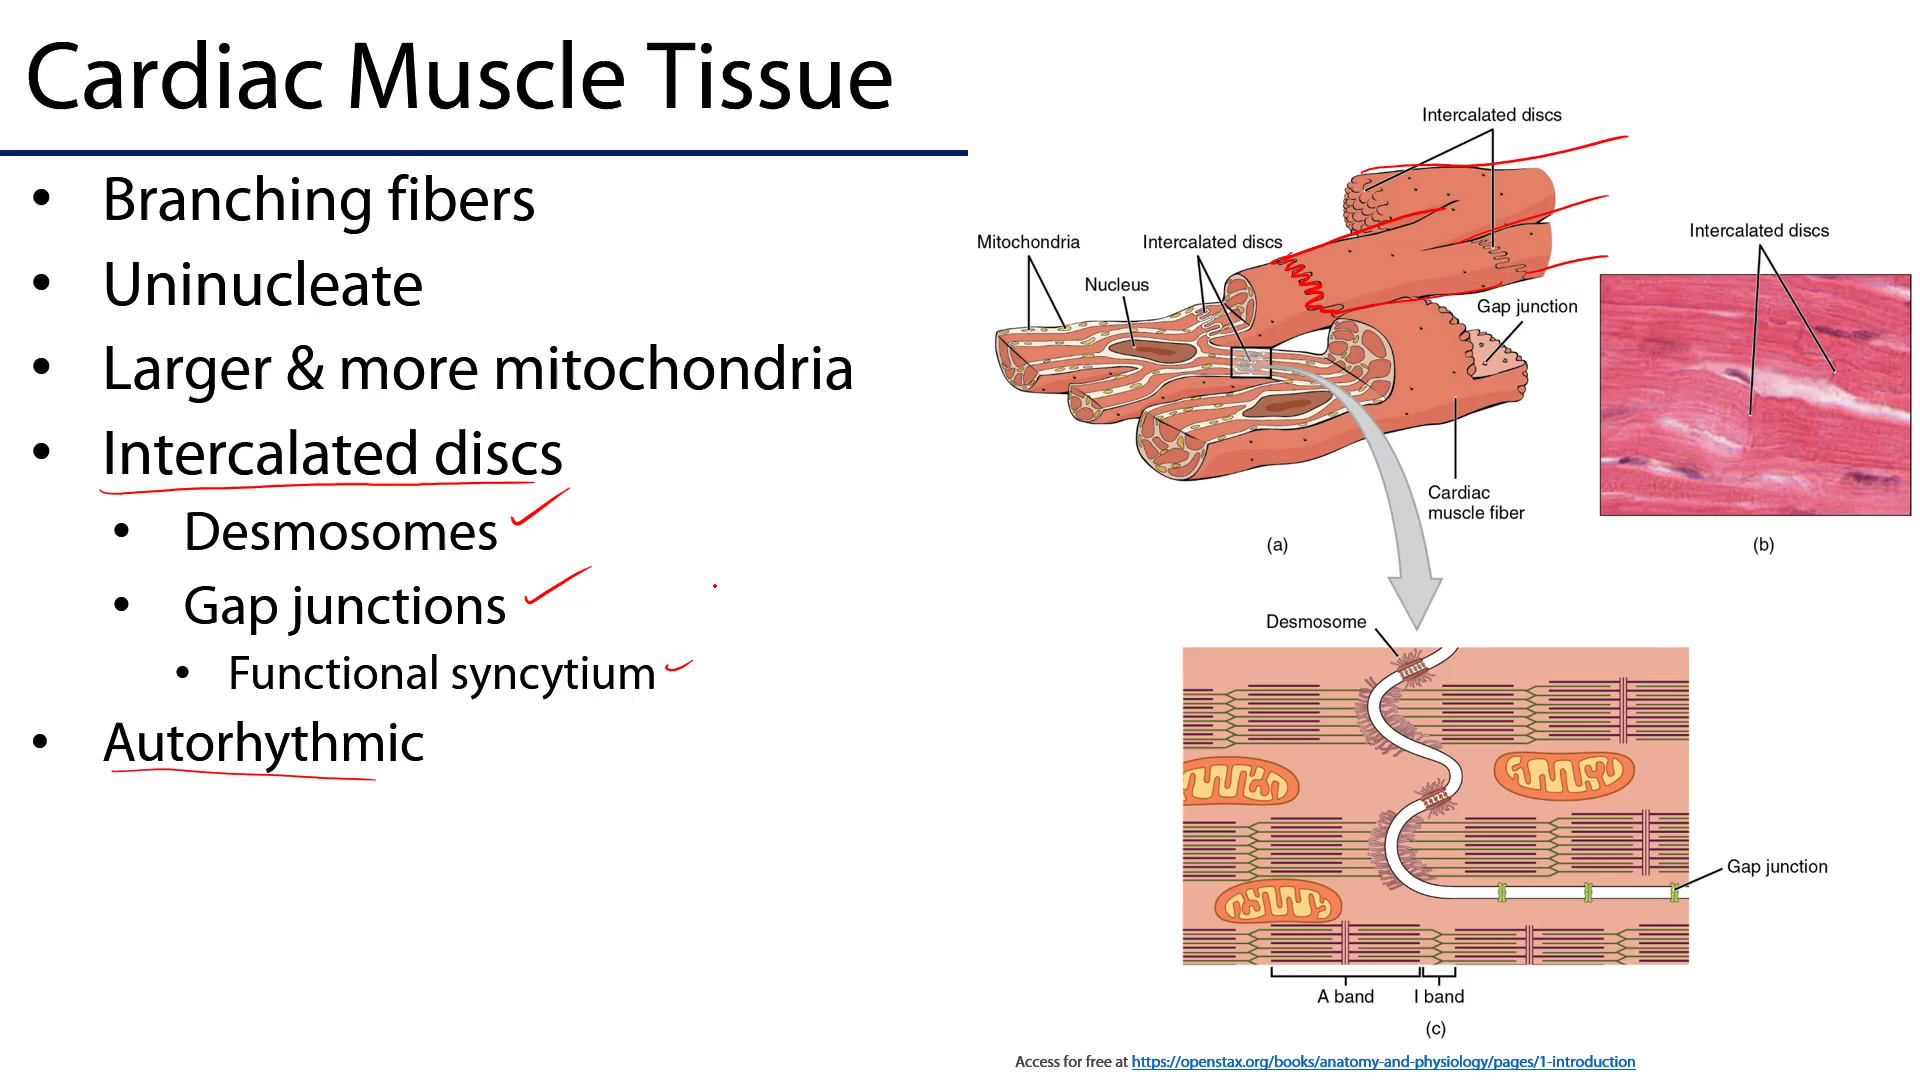 Cardiac Muscle Tissue
• Branching fibers
• Uninucleate
• Larger & more mitochondria
• Intercalated discs
• Desmosomes
• Gap junctions
• Functional syncytium
• Autorhythmic
Intercalated discs
Mitochondria
Intercalated discs
Nucleus
Gap junction
Cardiac
muscle fiber
(a)
Intercalated discs
(b)
Desmosome
Gap junction
A band
I band
(c)
Access for free at https://openstax.org/books/anatomy-and-physiology/pages/1-introduction